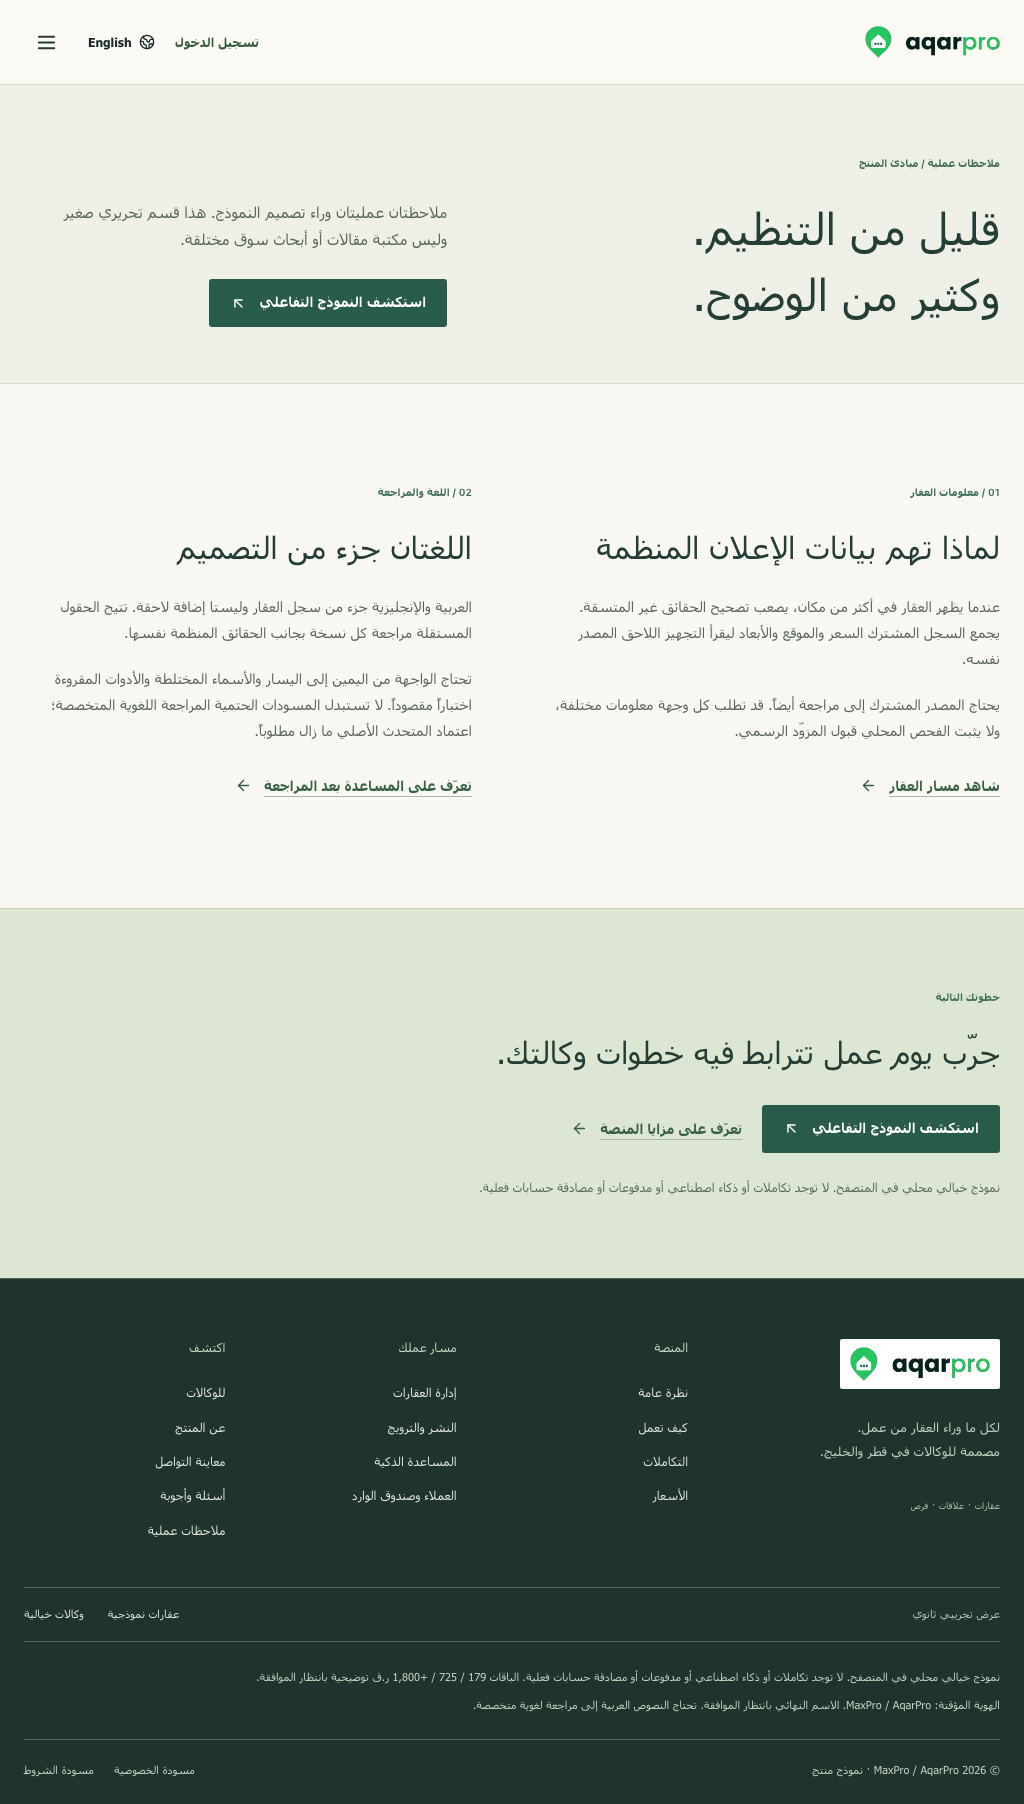 aqarpro
تسجيل الدخول
English
ملاحظات عملية / مبادئ المنتج
قليل من التنظيم.
وكثير من الوضوح.
ملاحظتان عمليتان وراء تصميم النموذج. هذا قسم تحريري صغير
وليس مكتبة مقالات أو أبحاث سوق مختلقة.
استكشف النموذج التفاعلي
01 / معلومات العقار
لماذا تهم بيانات الإعلان المنظمة
عندما يظهر العقار في أكثر من مكان، يصعب تصحيح الحقائق غير المتسقة.
يجمع السجل المشترك السعر والموقع والأبعاد ليقرأ التجهيز اللاحق المصدر
نفسه.
يحتاج المصدر المشترك إلى مراجعة أيضاً. قد تطلب كل وجهة معلومات مختلفة،
ولا يثبت الفحص المحلي قبول المزوّد الرسمي.
شاهد مسار العقار
02 / اللغة والمراجعة
اللغتان جزء من التصميم
العربية والإنجليزية جزء من سجل العقار وليستا إضافة لاحقة. تتيح الحقول
المستقلة مراجعة كل نسخة بجانب الحقائق المنظمة نفسها.
تحتاج الواجهة من اليمين إلى اليسار والأسماء المختلطة والأدوات المقروءة
اختباراً مقصوداً. لا تستبدل المسودات الحتمية المراجعة اللغوية المتخصصة؛
اعتماد المتحدث الأصلي ما زال مطلوباً.
تعرّف على المساعدة بعد المراجعة
خطوتك التالية
جرّب يوم عمل تترابط فيه خطوات وكالتك.
استكشف النموذج التفاعلي
تعرّف على مزايا المنصة
نموذج خيالي محلي في المتصفح. لا توجد تكاملات أو ذكاء اصطناعي أو مدفوعات أو مصادقة حسابات فعلية.
aqarpro
لكل ما وراء العقار من عمل.
مصممة للوكالات في قطر والخليج.
عقارات · علاقات · فرص
المنصة
نظرة عامة
كيف تعمل
التكاملات
الأسعار
مسار عملك
إدارة العقارات
النشر والترويج
المساعدة الذكية
العملاء وصندوق الوارد
اكتشف
للوكالات
عن المنتج
معاينة التواصل
أسئلة وأجوبة
ملاحظات عملية
عرض تجريبي ثانوي
عقارات نموذجية
وكالات خيالية
نموذج خيالي محلي في المتصفح. لا توجد تكاملات أو ذكاء اصطناعي أو مدفوعات أو مصادقة حسابات فعلية. الباقات 179 / 725 / +1,800 ر.ق توضيحية بانتظار الموافقة.
الهوية المؤقتة: MaxPro / AqarPro. الاسم النهائي بانتظار الموافقة. تحتاج النصوص العربية إلى مراجعة لغوية متخصصة.
© 2026 MaxPro / AqarPro · نموذج منتج
مسودة الخصوصية
مسودة الشروط